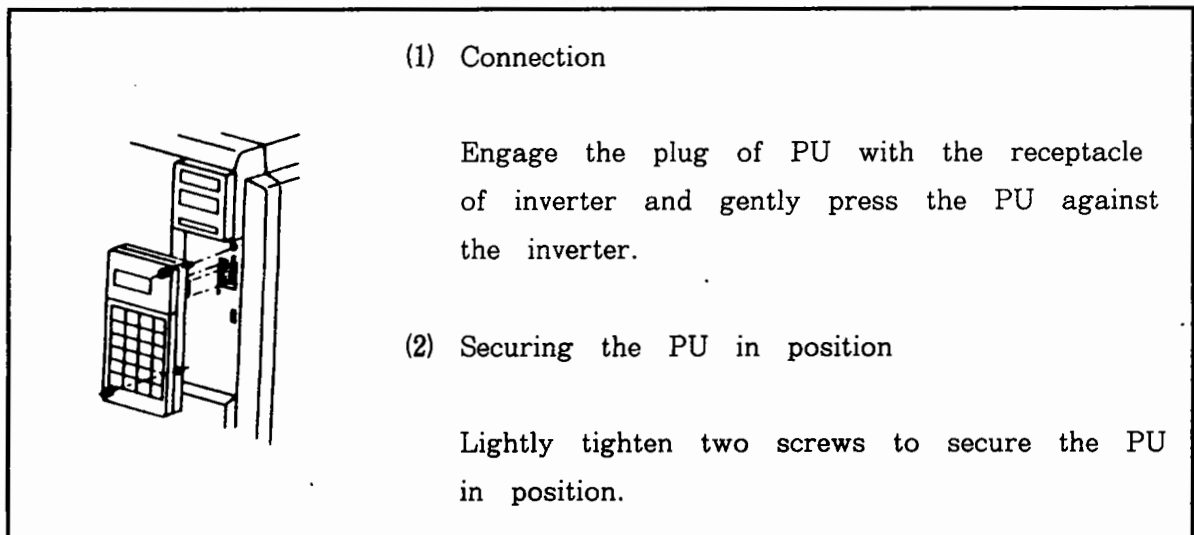 (1) Connection
Engage the plug of PU with the receptacle
of inverter and gently press the PU against
the inverter.
(2) Securing the PU in position
Lightly tighten two screws to secure the PU
in position.